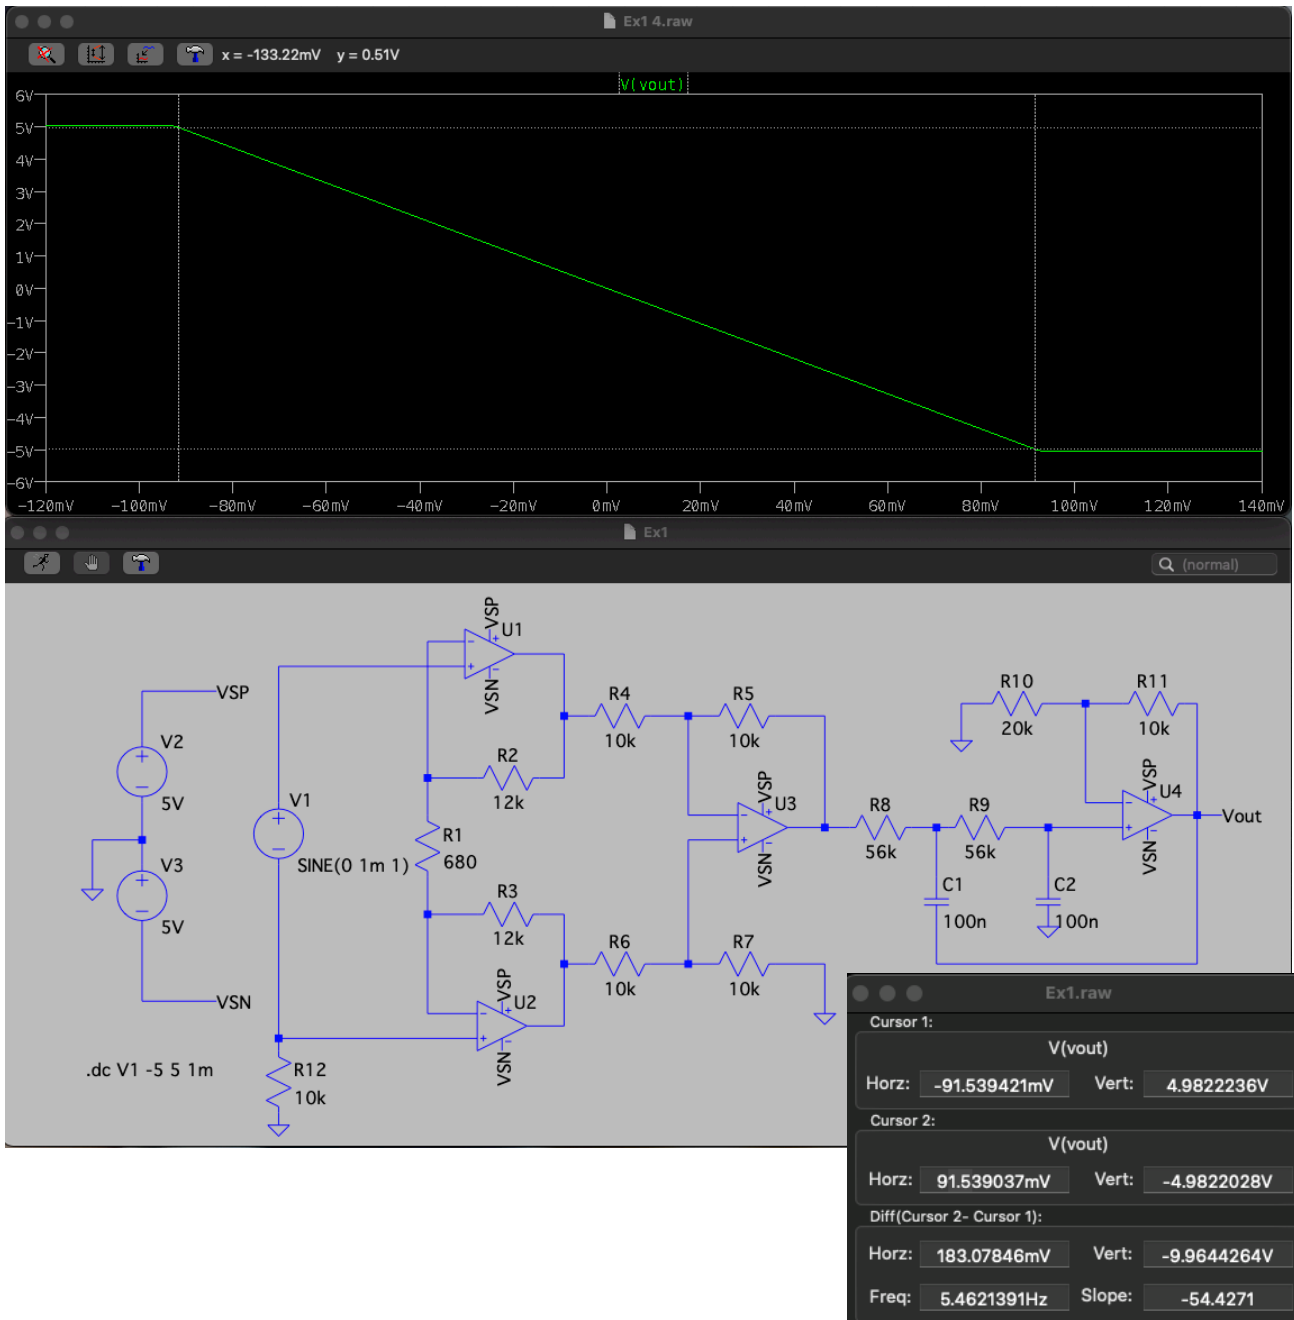 Ex1 4.raw
x = -133.22mV   y = 0.51V
V(vout)
6V
5V
4V
3V
2V
1V
0V
-1V
-2V
-3V
-4V
-5V
-6V
-120mV -100mV -80mV -60mV -40mV -20mV 0mV 20mV 40mV 60mV 80mV 100mV 120mV 140mV
Ex1
(normal)
VSP
U1
VSN
R4
10k
R5
10k
R10
20k
R11
10k
VSP
V2
5V
R2
12k
V1
SINE(0 1m 1)
R1
680
VSP
U3
VSN
R8
56k
R9
56k
VSP
U4
VSN
Vout
V3
5V
C1
100n
C2
100n
R3
12k
R6
10k
R7
10k
VSN
VSP
U2
VSN
.dc V1 -5 5 1m
R12
10k
Ex1.raw
Cursor 1:
V(vout)
Horz: -91.539421mV Vert: 4.9822236V
Cursor 2:
V(vout)
Horz: 91.539037mV Vert: -4.9822028V
Diff(Cursor 2- Cursor 1):
Horz: 183.07846mV Vert: -9.9644264V
Freq: 5.4621391Hz Slope: -54.4271